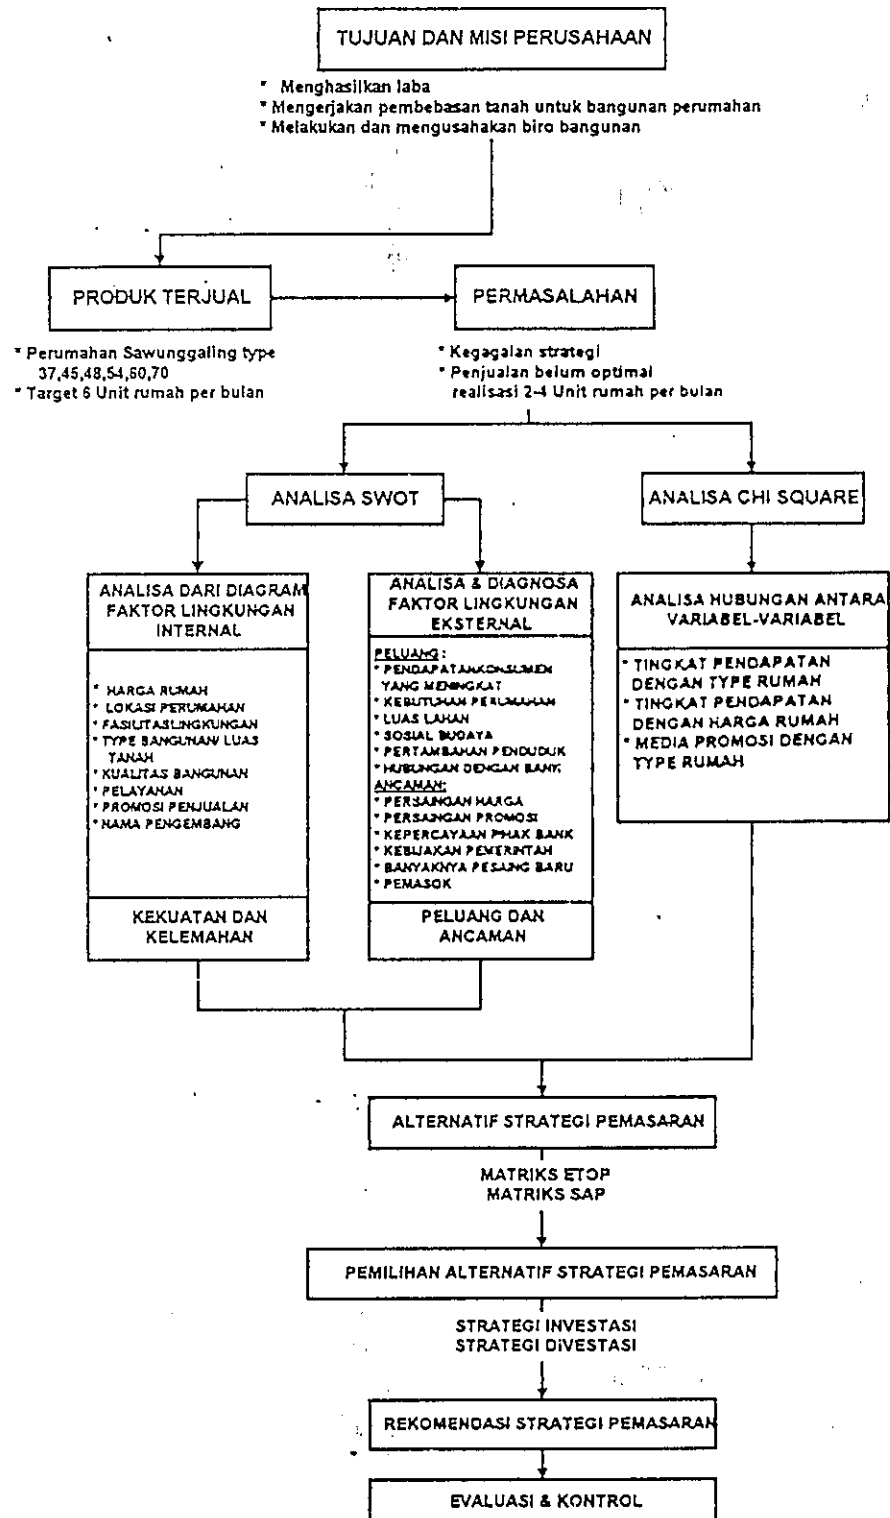 TUJUAN DAN MISI PERUSAHAAN
* Menghasilkan laba
* Mengerjakan pembebasan tanah untuk bangunan perumahan
* Melakukan dan mengusahakan biro bangunan
PRODUK TERJUAL
PERMASALAHAN
* Perumahan Sawunggaling type
37,45,48,54,60,70
* Target 6 Unit rumah per bulan
* Kegagalan strategi
* Penjualan belum optimal
realisasi 2-4 Unit rumah per bulan
ANALISA SWOT
ANALISA CHI SQUARE
ANALISA DARI DIAGRAM
FAKTOR LINGKUNGAN
INTERNAL
* HARGA RUMAH
* LOKASI PERUMAHAN
* FASILITAS LINGKUNGAN
* TYPE BANGUNAN/ LUAS
TANAH
* KUALITAS BANGUNAN
* PELAYANAN
* PROMOSI PENJUALAN
* NAMA PENGEMBANG
KEKUATAN DAN
KELEMAHAN
ANALISA & DIAGNOSA
FAKTOR LINGKUNGAN
EKSTERNAL
PELUANG :
* PENDAPATANKONSUMEN
YANG MENINGKAT
* KEBUTUHAN PERUMAHAN
* LUAS LAHAN
* SOSIAL BUDAYA
* PERTAMBAHAN PENDUDUK
* HUBUNGAN DENGAN BANK
ANCAMAN:
* PERSAINGAN HARGA
* PERSAINGAN PROMOSI
* KEPERCAYAAN PIHAK BANK
* KEBIJAKAN PEMERINTAH
* BANYAKNYA PESAING BARU
* PEMASOK
PELUANG DAN
ANCAMAN
ANALISA HUBUNGAN ANTARA
VARIABEL-VARIABEL
* TINGKAT PENDAPATAN
DENGAN TYPE RUMAH
* TINGKAT PENDAPATAN
DENGAN HARGA RUMAH
* MEDIA PROMOSI DENGAN
TYPE RUMAH
ALTERNATIF STRATEGI PEMASARAN
MATRIKS ETOP
MATRIKS SAP
PEMILIHAN ALTERNATIF STRATEGI PEMASARAN
STRATEGI INVESTASI
STRATEGI DIVESTASI
REKOMENDASI STRATEGI PEMASARAN
EVALUASI & KONTROL